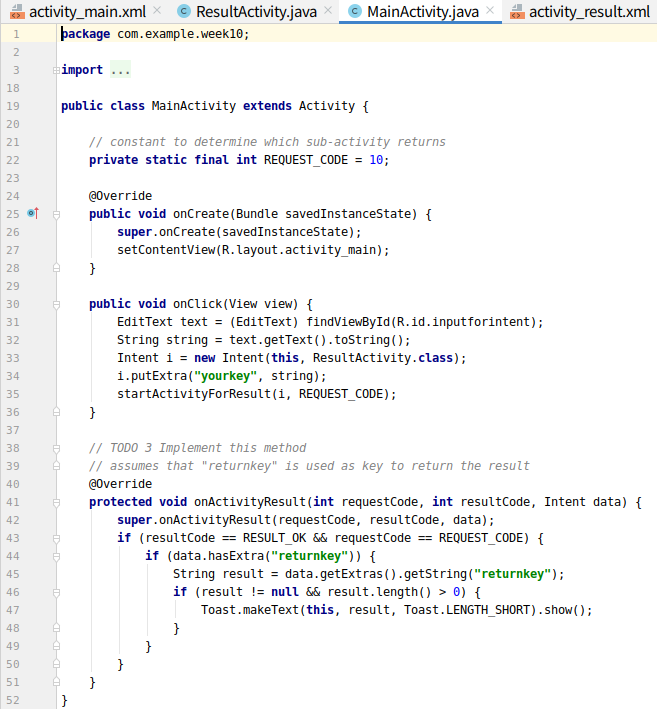 activity_main.xml ResultActivity.java MainActivity.java activity_result.xml
1 package com.example.week10;
2
3 import ...
18
19 public class MainActivity extends Activity {
20
21 // constant to determine which sub-activity returns
22 private static final int REQUEST_CODE = 10;
23
24 @Override
25 public void onCreate(Bundle savedInstanceState) {
26 super.onCreate(savedInstanceState);
27 setContentView(R.layout.activity_main);
28 }
29
30 public void onClick(View view) {
31 EditText text = (EditText) findViewById(R.id.inputforintent);
32 String string = text.getText().toString();
33 Intent i = new Intent(this, ResultActivity.class);
34 i.putExtra("yourkey", string);
35 startActivityForResult(i, REQUEST_CODE);
36 }
37
38 // TODO 3 Implement this method
39 // assumes that "returnkey" is used as key to return the result
40 @Override
41 protected void onActivityResult(int requestCode, int resultCode, Intent data) {
42 super.onActivityResult(requestCode, resultCode, data);
43 if (resultCode == RESULT_OK && requestCode == REQUEST_CODE) {
44 if (data.hasExtra("returnkey")) {
45 String result = data.getExtras().getString("returnkey");
46 if (result != null && result.length() > 0) {
47 Toast.makeText(this, result, Toast.LENGTH_SHORT).show();
48 }
49 }
50 }
51 }
52 }